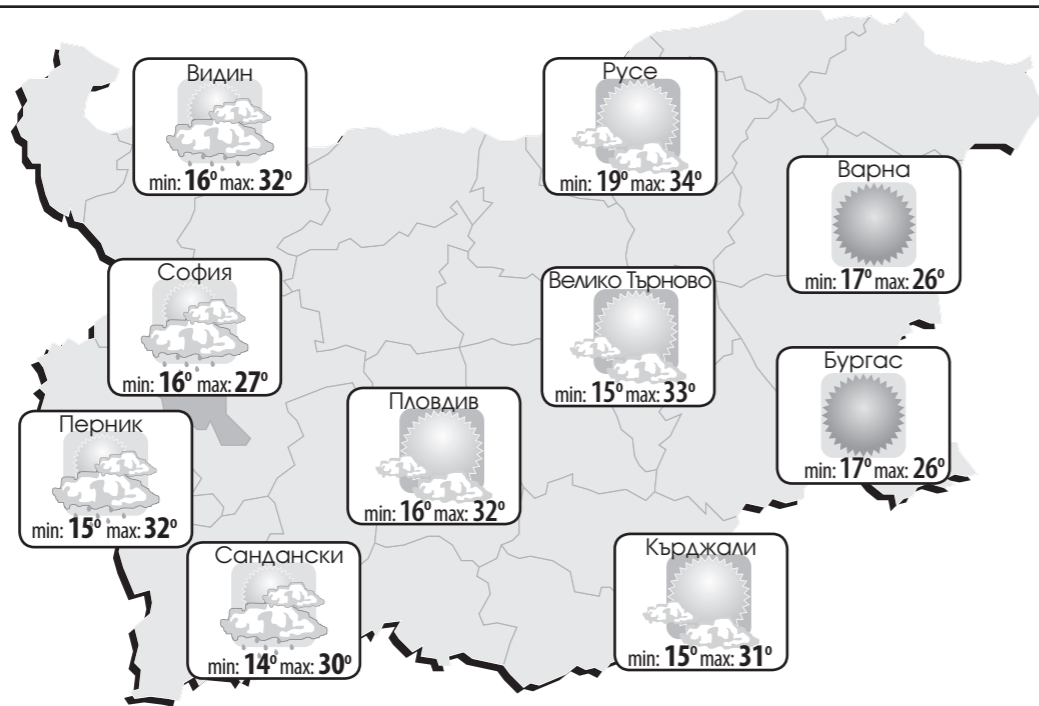 Видин
min: 16° max: 32°
Русе
min: 19° max: 34°
Варна
min: 17° max: 26°
София
min: 16° max: 27°
Велико Търново
min: 15° max: 33°
Бургас
min: 17° max: 26°
Пловдив
min: 16° max: 32°
Перник
min: 15° max: 32°
Сандански
min: 14° max: 30°
Кърджали
min: 15° max: 31°